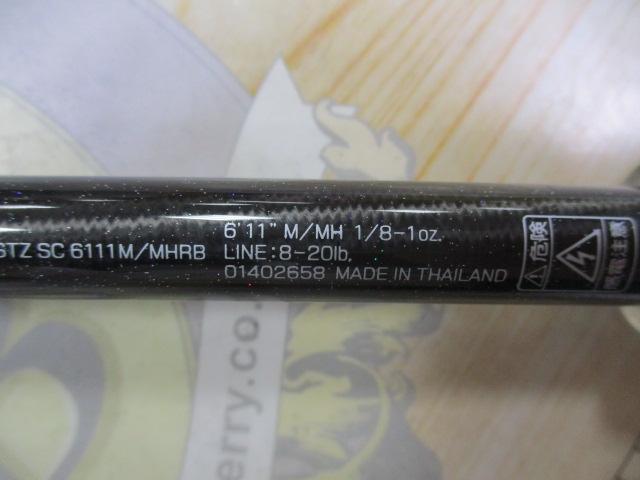 STZ SC 6111M/MHRB
6'11" M/MH 1/8-1oz.
LINE:8-20lb.
01402658 MADE IN THAILAND
危険
感電注意
erry.co.